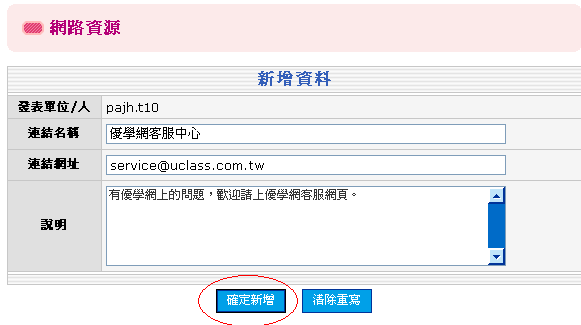 網路資源
新增資料
發表單位/人 pajh.t10
連結名稱 優學網客服中心
連結網址 service@uclass.com.tw
說明 有優學網上的問題，歡迎請上優學網客服網頁。
確定新增 清除重寫